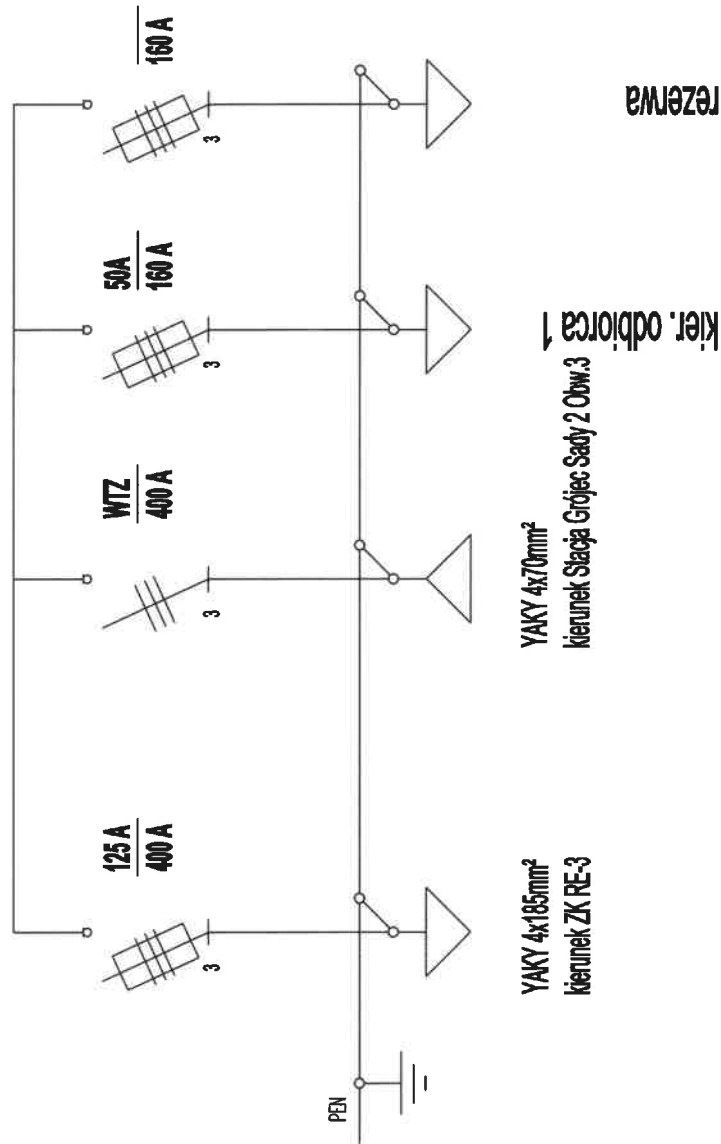 125 A
400 A
WTZ
400 A
50A
160 A
160 A
3
3
3
3
PEN
YAKY 4x185mm²
kierunek ZK RE-3
YAKY 4x70mm²
kierunek Stacja Grójec Sady 2 Obw.3
kier. odbiorca 1
rezerwa